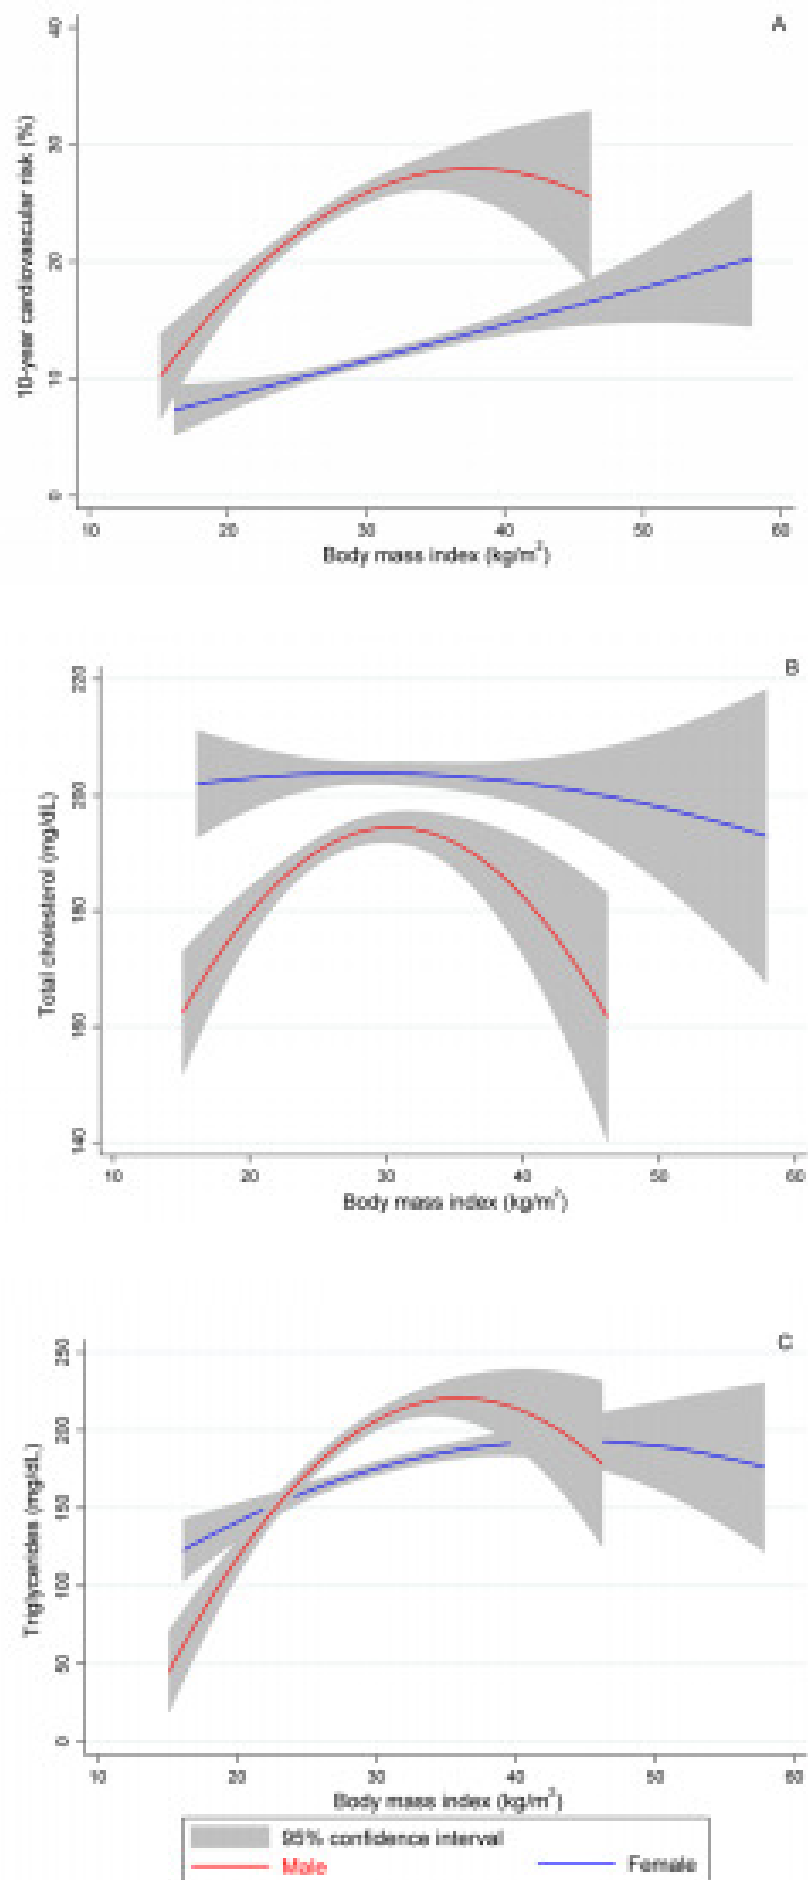 A
40
30
20
10
0
10-year cardiovascular risk (%)
10 20 30 40 50 60
Body mass index (kg/m²)
B
220
200
180
160
140
Total cholesterol (mg/dL)
10 20 30 40 50 60
Body mass index (kg/m²)
C
250
200
150
100
50
0
Triglycerides (mg/dL)
10 20 30 40 50 60
Body mass index (kg/m²)
95% confidence interval
Male Female